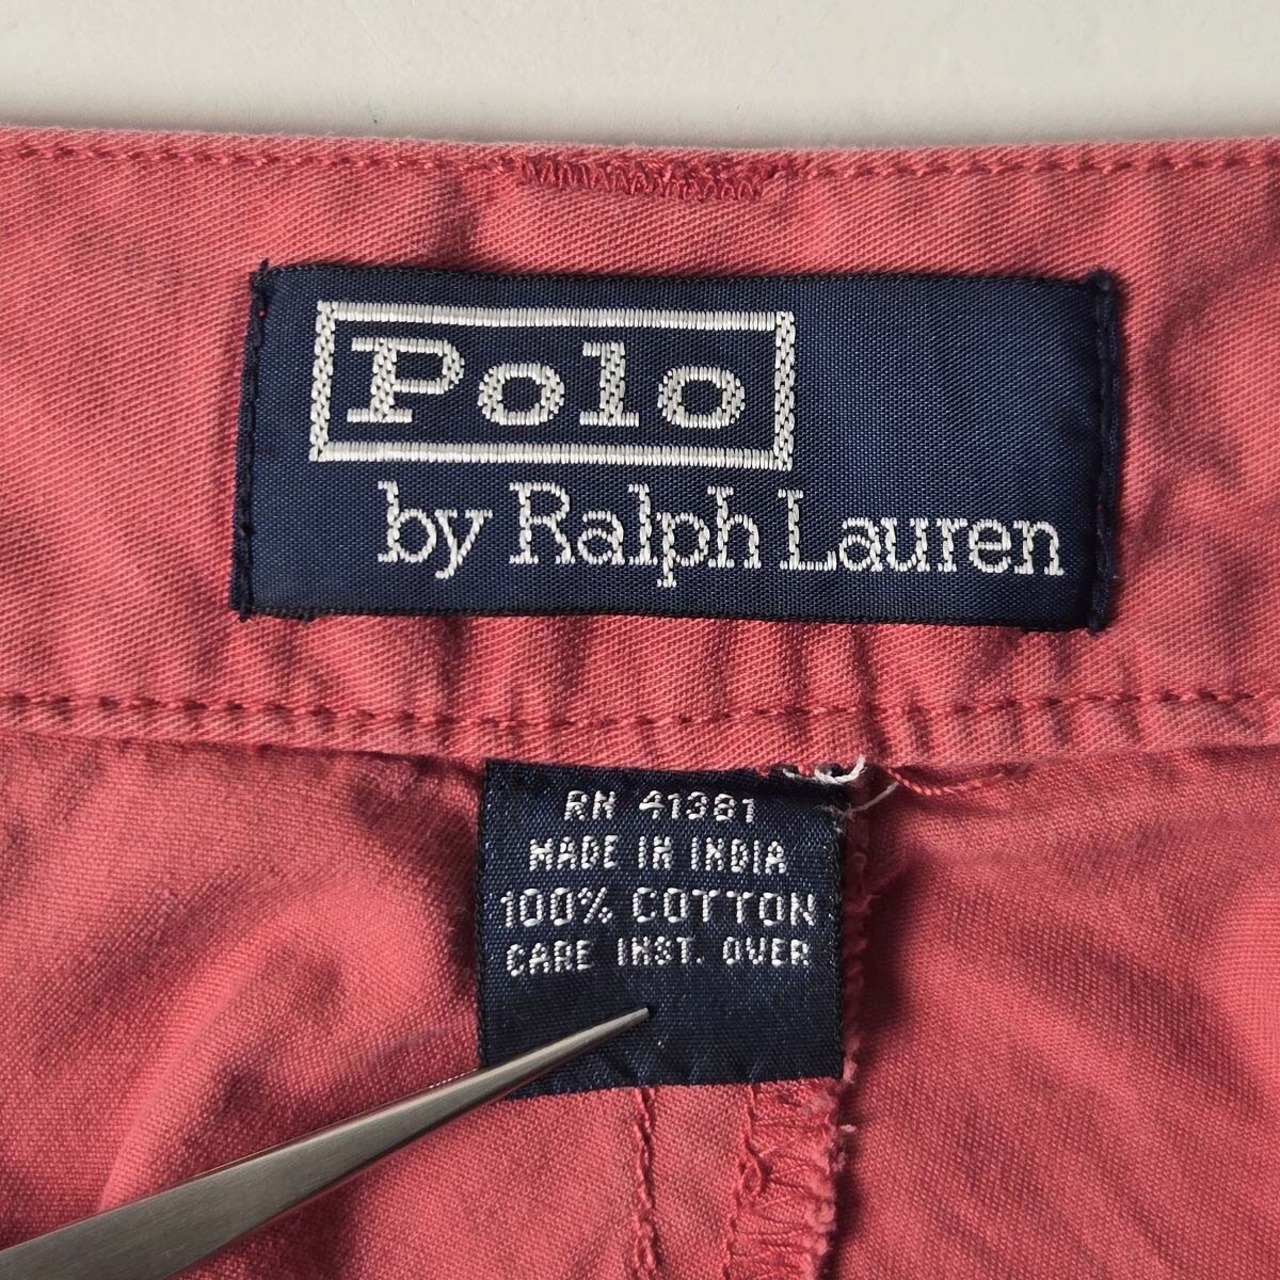 Polo
by Ralph Lauren
RN 41381
MADE IN INDIA
100% COTTON
CARE INST. OVER